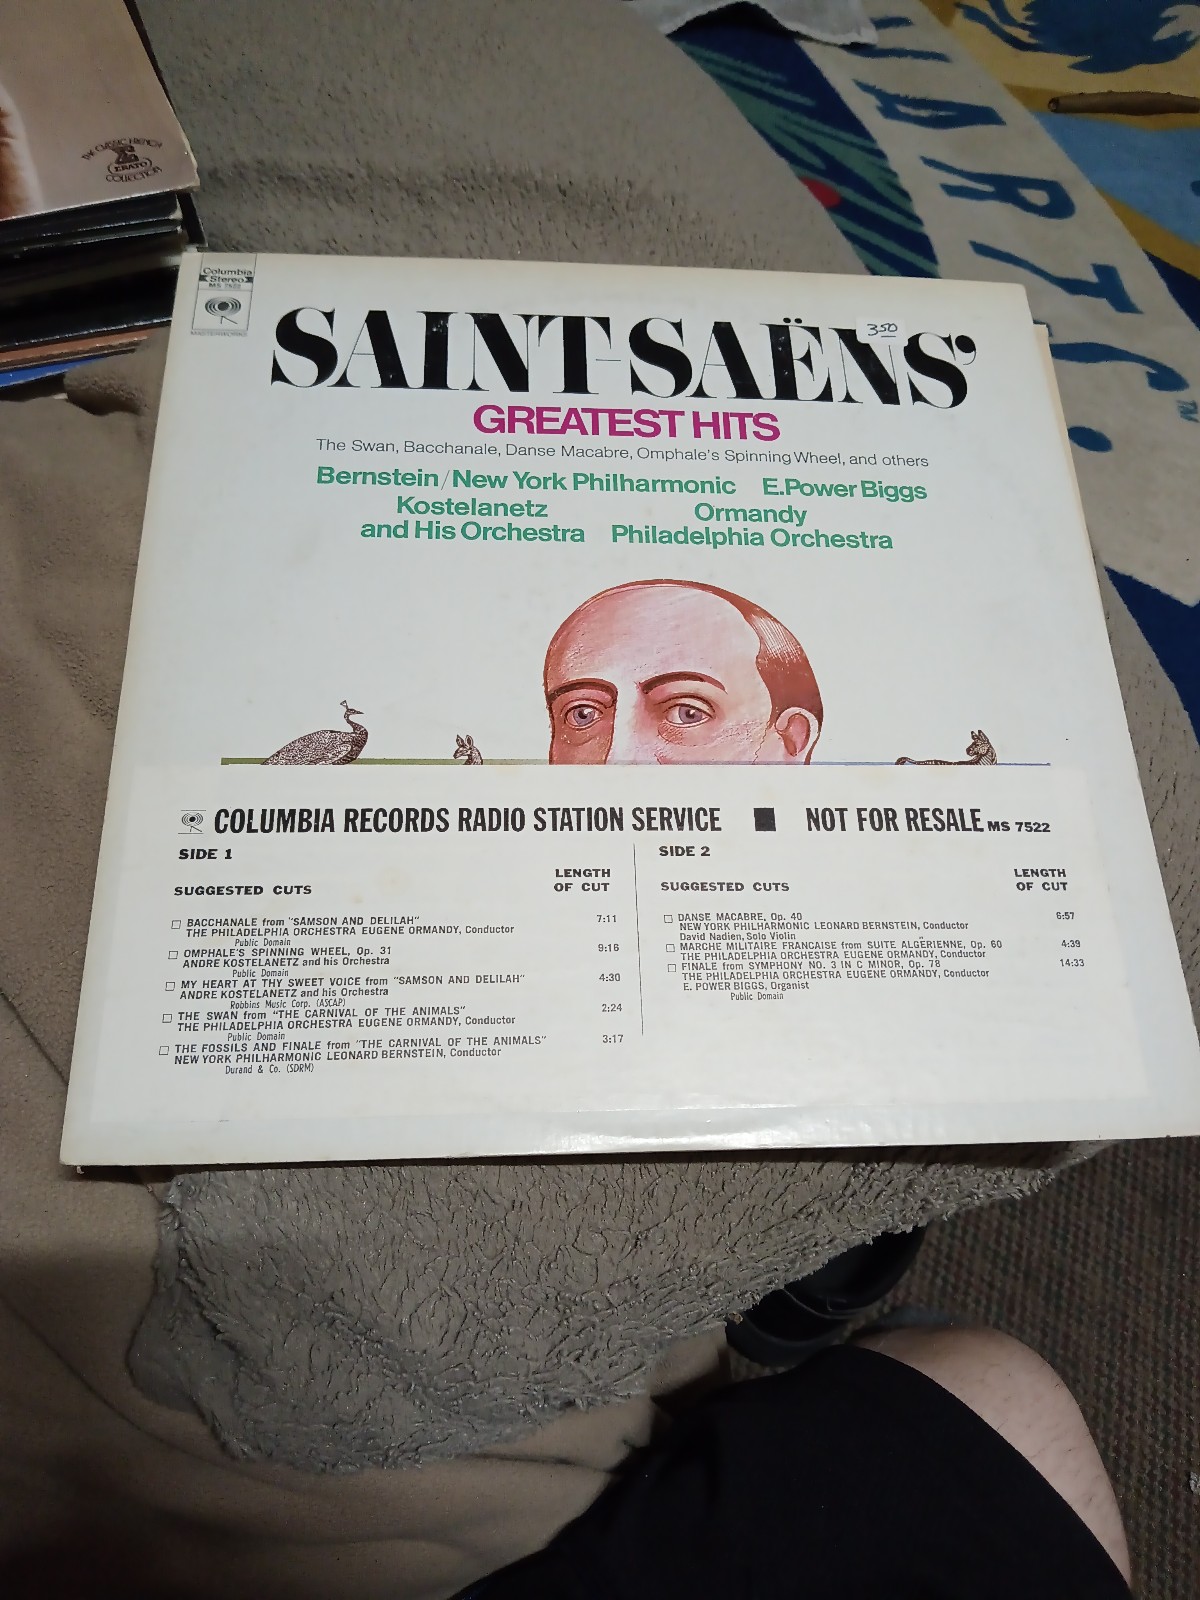 THE CLASSIC FRENCH
ERATO
COLLECTION
HARTS
TM
Columbia
Stereo
MS 7522
SAINT-SAËNS'
350
GREATEST HITS
The Swan, Bacchanale, Danse Macabre, Omphale's Spinning Wheel, and others
Bernstein/New York Philharmonic E.Power Biggs
Kostelanetz Ormandy
and His Orchestra Philadelphia Orchestra
COLUMBIA RECORDS RADIO STATION SERVICE ■ NOT FOR RESALE MS 7522
SIDE 1
SUGGESTED CUTS
LENGTH
OF CUT
BACCHANALE from "SAMSON AND DELILAH" 7:11
THE PHILADELPHIA ORCHESTRA EUGENE ORMANDY, Conductor
Public Domain
OMPHALE'S SPINNING WHEEL, Op. 31 9:16
ANDRE KOSTELANETZ and his Orchestra
Public Domain
MY HEART AT THY SWEET VOICE from "SAMSON AND DELILAH" 4:30
ANDRE KOSTELANETZ and his Orchestra
Robbins Music Corp. (ASCAP)
THE SWAN from "THE CARNIVAL OF THE ANIMALS" 2:24
THE PHILADELPHIA ORCHESTRA EUGENE ORMANDY, Conductor
Public Domain
THE FOSSILS AND FINALE from "THE CARNIVAL OF THE ANIMALS" 3:17
NEW YORK PHILHARMONIC LEONARD BERNSTEIN, Conductor
Durand & Co. (SDRM)
SIDE 2
SUGGESTED CUTS
LENGTH
OF CUT
DANSE MACABRE, Op. 40 6:57
NEW YORK PHILHARMONIC LEONARD BERNSTEIN, Conductor
David Nadien, Solo Violin
MARCHE MILITAIRE FRANCAISE from SUITE ALGËRIENNE, Op. 60 4:39
THE PHILADELPHIA ORCHESTRA EUGENE ORMANDY, Conductor
FINALE from SYMPHONY NO. 3 IN C MINOR, Op. 78 14:33
THE PHILADELPHIA ORCHESTRA EUGENE ORMANDY, Conductor
E. POWER BIGGS, Organist
Public Domain